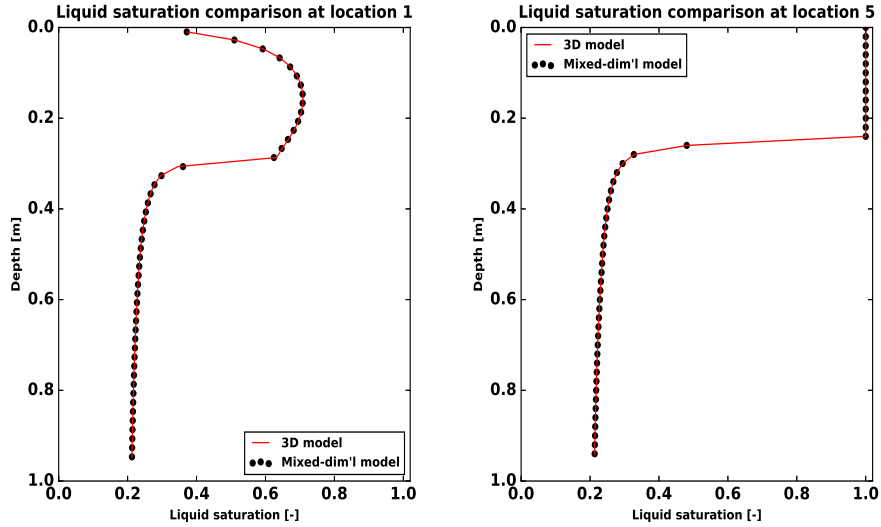 Liquid saturation comparison at location 1
0.0
0.2
0.4
0.6
0.8
1.0
Depth [m]
3D model
Mixed-dim'l model
0.0 0.2 0.4 0.6 0.8 1.0
Liquid saturation [-]
Liquid saturation comparison at location 5
0.0
0.2
0.4
0.6
0.8
1.0
Depth [m]
3D model
Mixed-dim'l model
0.0 0.2 0.4 0.6 0.8 1.0
Liquid saturation [-]